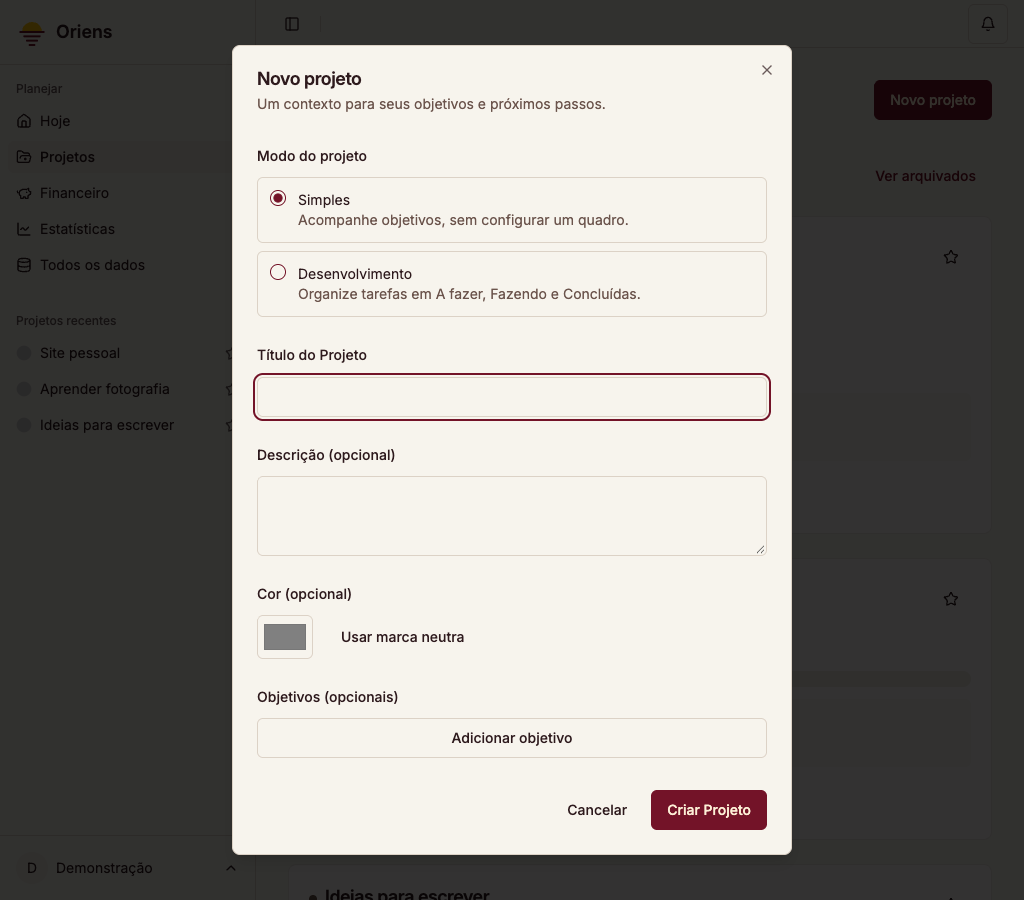 Oriens
Planejar
Hoje
Projetos
Financeiro
Estatísticas
Todos os dados
Projetos recentes
Site pessoal
Aprender fotografia
Ideias para escrever
D
Demonstração
Novo projeto
Ver arquivados
Novo projeto
Um contexto para seus objetivos e próximos passos.
Modo do projeto
Simples
Acompanhe objetivos, sem configurar um quadro.
Desenvolvimento
Organize tarefas em A fazer, Fazendo e Concluídas.
Título do Projeto
Descrição (opcional)
Cor (opcional)
Usar marca neutra
Objetivos (opcionais)
Adicionar objetivo
Cancelar
Criar Projeto
Ideias para escrever